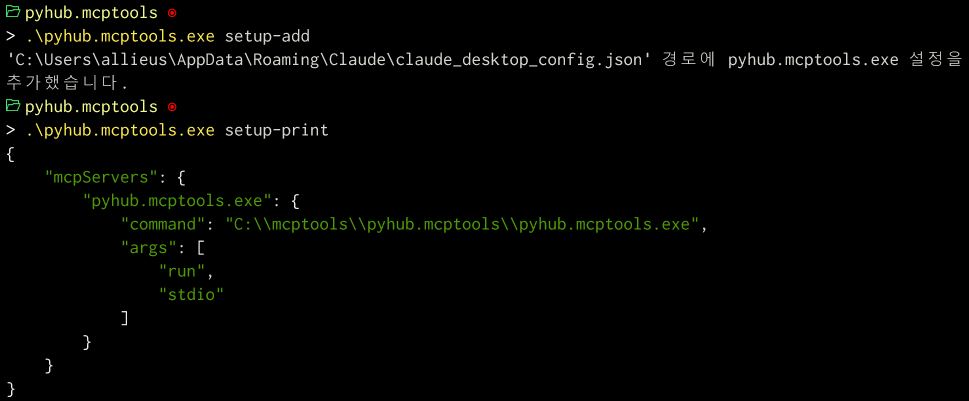 pyhub.mcptools
> .\pyhub.mcptools.exe setup-add
'C:\Users\allieus\AppData\Roaming\Claude\claude_desktop_config.json' 경로에 pyhub.mcptools.exe 설정을
추가했습니다.
pyhub.mcptools
> .\pyhub.mcptools.exe setup-print
{
    "mcpServers": {
        "pyhub.mcptools.exe": {
            "command": "C:\\mcptools\\pyhub.mcptools\\pyhub.mcptools.exe",
            "args": [
                "run",
                "stdio"
            ]
        }
    }
}